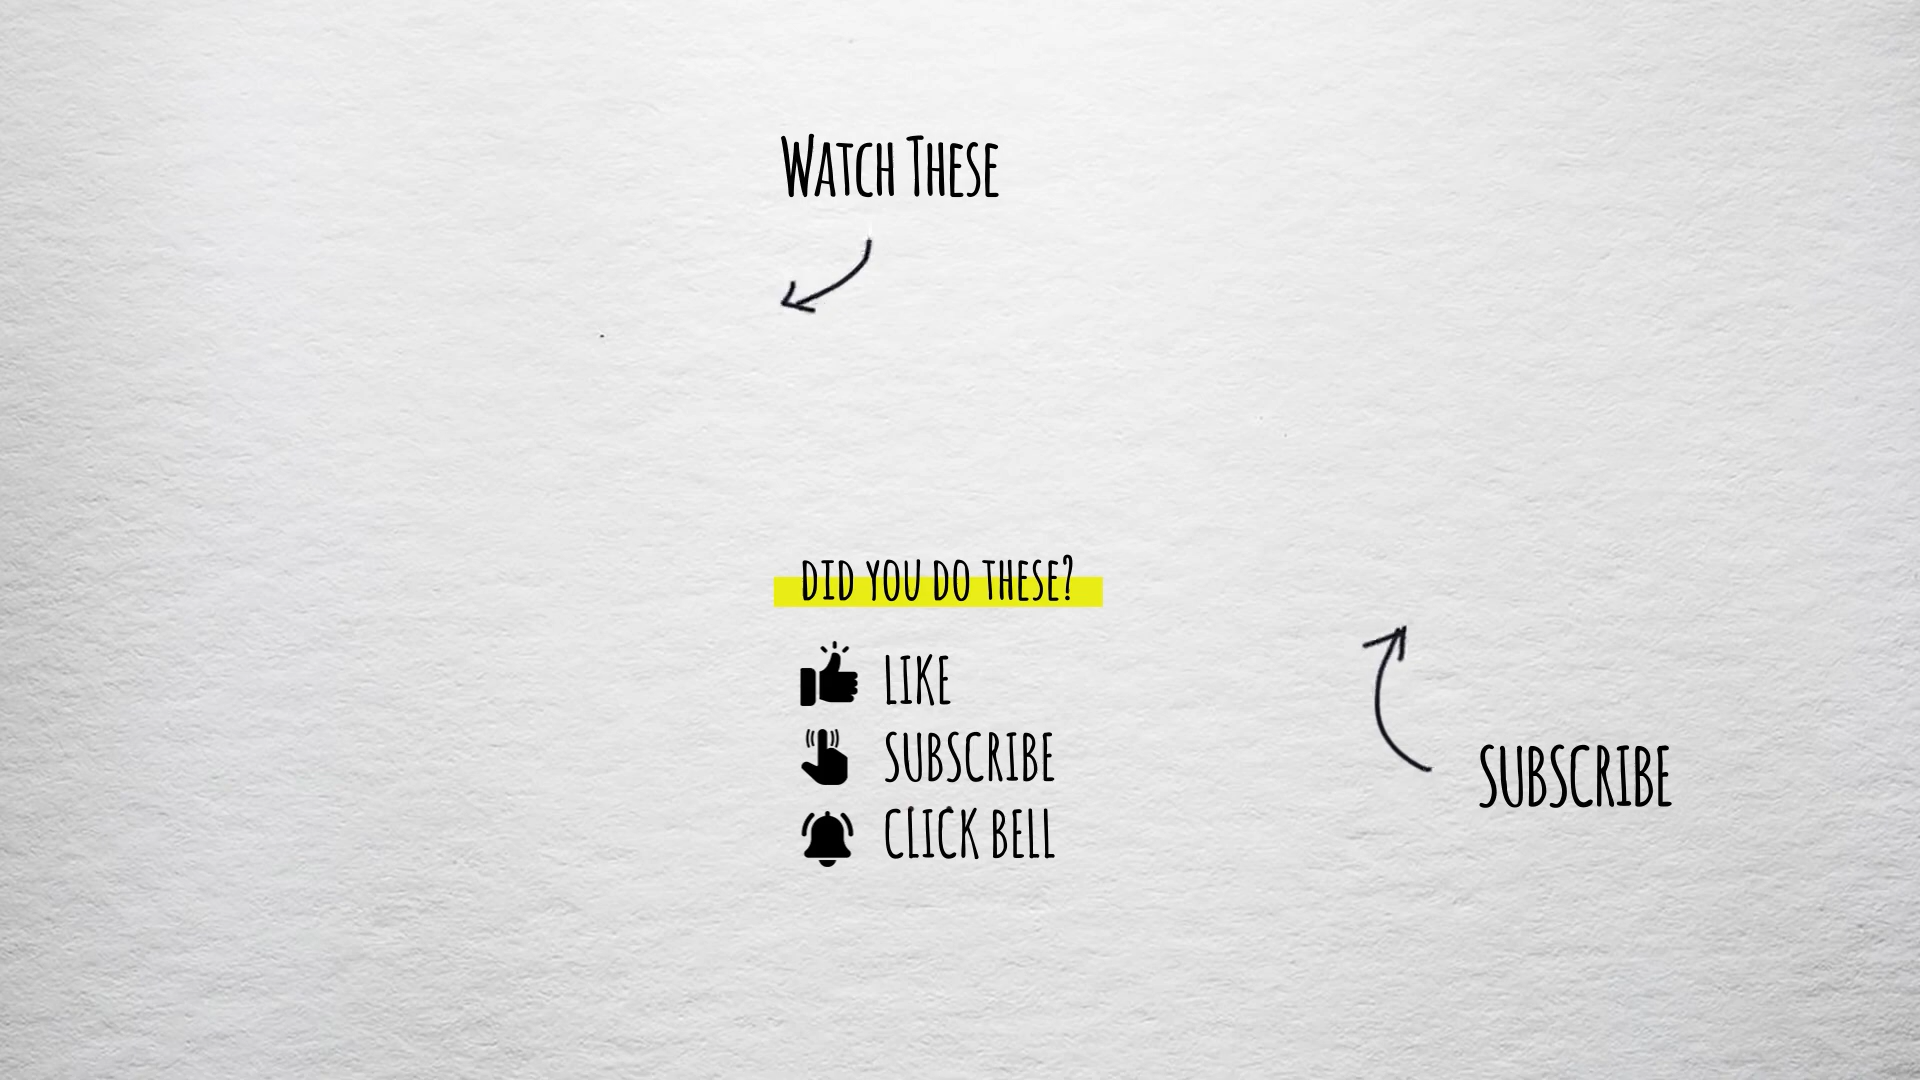 Watch These
DID YOU DO THESE?
LIKE
SUBSCRIBE
CLICK BELL
SUBSCRIBE